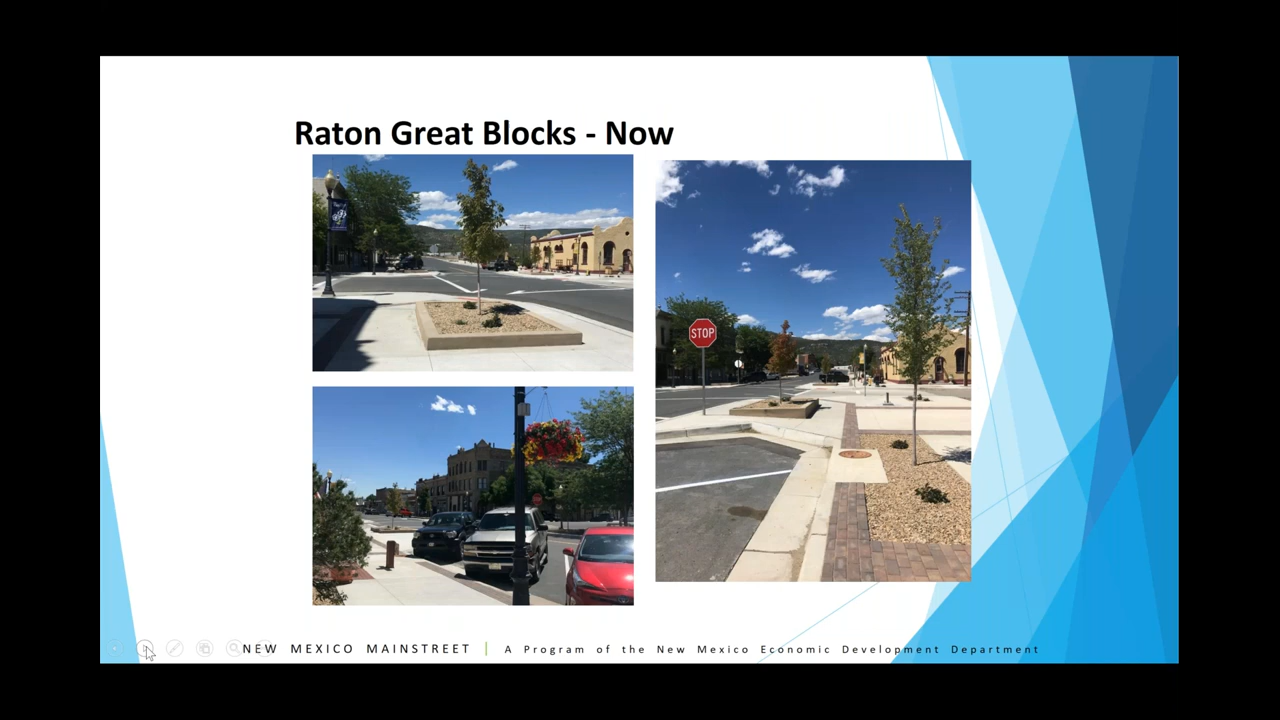 Raton Great Blocks - Now
STOP
NEW MEXICO MAINSTREET | A Program of the New Mexico Economic Development Department